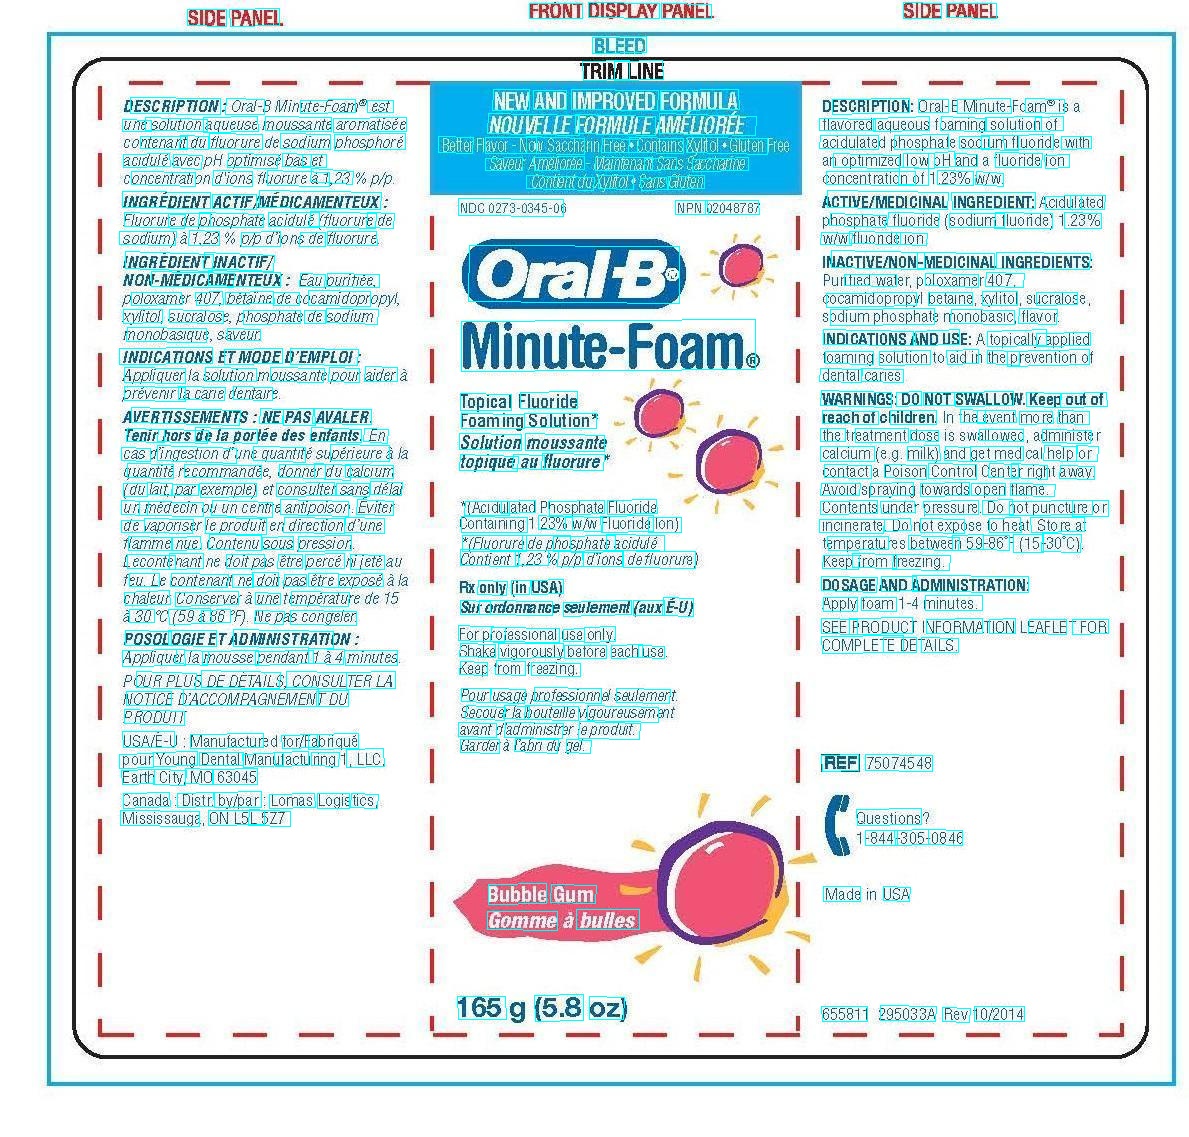 SIDE PANEL
FRONT DISPLAY PANEL
SIDE PANEL
BLEED
TRIM LINE
DESCRIPTION : Oral-B Minute-Foam® est
une solution aqueuse moussante aromatisée
contenant du fluorure de sodium phosphoré
acidulé avec pH optimisé bas et
concentration d'ions fluorure à 1,23 % p/p.
INGRÉDIENT ACTIF/MÉDICAMENTEUX :
Fluorure de phosphate acidulé (fluorure de
sodium) à 1,23 % p/p d'ions de fluorure.
INGRÉDIENT INACTIF/
NON-MÉDICAMENTEUX : Eau purifiée,
poloxamer 407, bétaïne de cocamidopropyl,
xylitol, sucralose, phosphate de sodium
monobasique, saveur.
INDICATIONS ET MODE D'EMPLOI :
Appliquer la solution moussante pour aider à
prévenir la carie dentaire.
AVERTISSEMENTS : NE PAS AVALER.
Tenir hors de la portée des enfants. En
cas d'ingestion d'une quantité supérieure à la
quantité recommandée, donner du calcium
(du lait, par exemple) et consulter sans délai
un médecin ou un centre antipoison. Éviter
de vaporiser le produit en direction d'une
flamme nue. Contenu sous pression.
Lecontenant ne doit pas être percé ni jeté au
feu. Le contenant ne doit pas être exposé à la
chaleur. Conserver à une température de 15
à 30 °C (59 à 86 °F). Ne pas congeler.
POSOLOGIE ET ADMINISTRATION :
Appliquer la mousse pendant 1 à 4 minutes.
POUR PLUS DE DÉTAILS, CONSULTER LA
NOTICE D'ACCOMPAGNEMENT DU
PRODUIT
USA/É-U : Manufactured for/Fabriqué
pour Young Dental Manufacturing 1, LLC.
Earth City, MO 63045
Canada : Distr. by/par : Lomas Logistics,
Mississauga, ON L5L 5Z7
NEW AND IMPROVED FORMULA
NOUVELLE FORMULE AMÉLIORÉE
Better Flavor - Now Saccharin Free • Contains Xylitol • Gluten Free
Saveur Améliorée - Maintenant Sans Saccharine
Contient du Xylitol • Sans Gluten
NDC 0273-0345-06 NPN 02048787
Oral-B®
Minute-Foam®
Topical Fluoride
Foaming Solution*
Solution moussante
topique au fluorure*
*(Acidulated Phosphate Fluoride
Containing 1.23% w/w Fluoride Ion)
*(Fluorure de phosphate acidulé
Contient 1,23 % p/p d'ions de fluorure)
Rx only (in USA)
Sur ordonnance seulement (aux É-U)
For professional use only.
Shake vigorously before each use.
Keep from freezing.
Pour usage professionnel seulement.
Secouer la bouteille vigoureusement
avant d'administrer le produit.
Garder à l'abri du gel.
Bubble Gum
Gomme à bulles
165 g (5.8 oz)
DESCRIPTION: Oral-B Minute-Foam® is a
flavored aqueous foaming solution of
acidulated phosphate sodium fluoride with
an optimized low pH and a fluoride ion
concentration of 1.23% w/w.
ACTIVE/MEDICINAL INGREDIENT: Acidulated
phosphate fluoride (sodium fluoride) 1.23%
w/w fluoride ion.
INACTIVE/NON-MEDICINAL INGREDIENTS:
Purified water, poloxamer 407,
cocamidopropyl betaine, xylitol, sucralose,
sodium phosphate monobasic, flavor.
INDICATIONS AND USE: A topically applied
foaming solution to aid in the prevention of
dental caries
WARNINGS: DO NOT SWALLOW. Keep out of
reach of children. In the event more than
the treatment dose is swallowed, administer
calcium (e.g. milk) and get medical help or
contact a Poison Control Center right away.
Avoid spraying towards open flame.
Contents under pressure. Do not puncture or
incinerate. Do not expose to heat. Store at
temperatures between 59-86°F (15-30°C).
Keep from freezing.
DOSAGE AND ADMINISTRATION:
Apply foam 1-4 minutes.
SEE PRODUCT INFORMATION LEAFLET FOR
COMPLETE DETAILS.
REF 75074548
Questions?
1-844-305-0846
Made in USA
655811 295033A Rev 10/2014